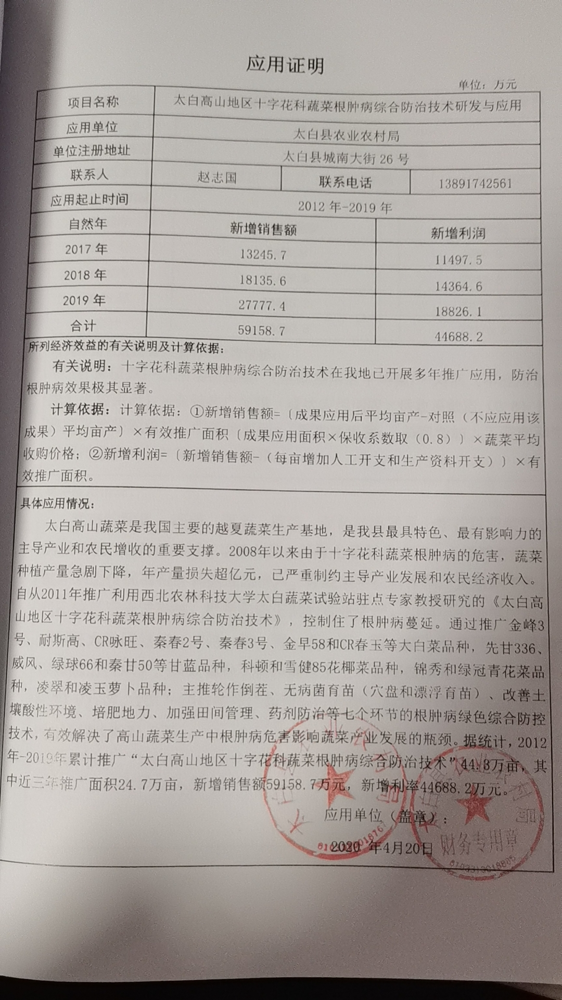 应用证明
单位：万元
项目名称 太白高山地区十字花科蔬菜根肿病综合防治技术研发与应用
应用单位 太白县农业农村局
单位注册地址 太白县城南大街 26 号
联系人 赵志国 联系电话 13891742561
应用起止时间 2012 年-2019 年
自然年 新增销售额 新增利润
2017 年 13245.7 11497.5
2018 年 18135.6 14364.6
2019 年 27777.4 18826.1
合计 59158.7 44688.2
所列经济效益的有关说明及计算依据：
有关说明：十字花科蔬菜根肿病综合防治技术在我地已开展多年推广应用，防治
根肿病效果极其显著。
计算依据：计算依据：①新增销售额=〔成果应用后平均亩产-对照（不应应用该
成果）平均亩产〕×有效推广面积〔成果应用面积×保收系数取（0.8）〕×蔬菜平均
收购价格；②新增利润=〔新增销售额-（每亩增加人工开支和生产资料开支）〕×有
效推广面积。
具体应用情况：
太白高山蔬菜是我国主要的越夏蔬菜生产基地，是我县最具特色、最有影响力的
主导产业和农民增收的重要支撑。2008年以来由于十字花科蔬菜根肿病的危害，蔬菜
种植产量急剧下降，年产量损失超亿元，已严重制约主导产业发展和农民经济收入。
自从2011年推广利用西北农林科技大学太白蔬菜试验站驻点专家教授研究的《太白高
山地区十字花科蔬菜根肿病综合防治技术》，控制住了根肿病蔓延。通过推广金峰3
号、耐斯高、CR咏旺、秦春2号、秦春3号、金早58和CR春玉等大白菜品种，先甘336、
威风、绿球66和秦甘50等甘蓝品种，科顿和雪健85花椰菜品种，锦秀和绿冠青花菜品
种，凌翠和凌玉萝卜品种；主推轮作倒茬、无病菌育苗（穴盘和漂浮育苗）、改善土
壤酸性环境、培肥地力、加强田间管理、药剂防治等七个环节的根肿病绿色综合防控
技术，有效解决了高山蔬菜生产中根肿病危害影响蔬菜产业发展的瓶颈。据统计，2012
年-2019年累计推广“太白高山地区十字花科蔬菜根肿病综合防治技术”44.3万亩，其
中近三年推广面积24.7万亩，新增销售额59158.7万元，新增利率44688.2万元。
应用单位（盖章）：
2020 年4月20日
太白县农业农村局
太白县农业农村局
财务专用章